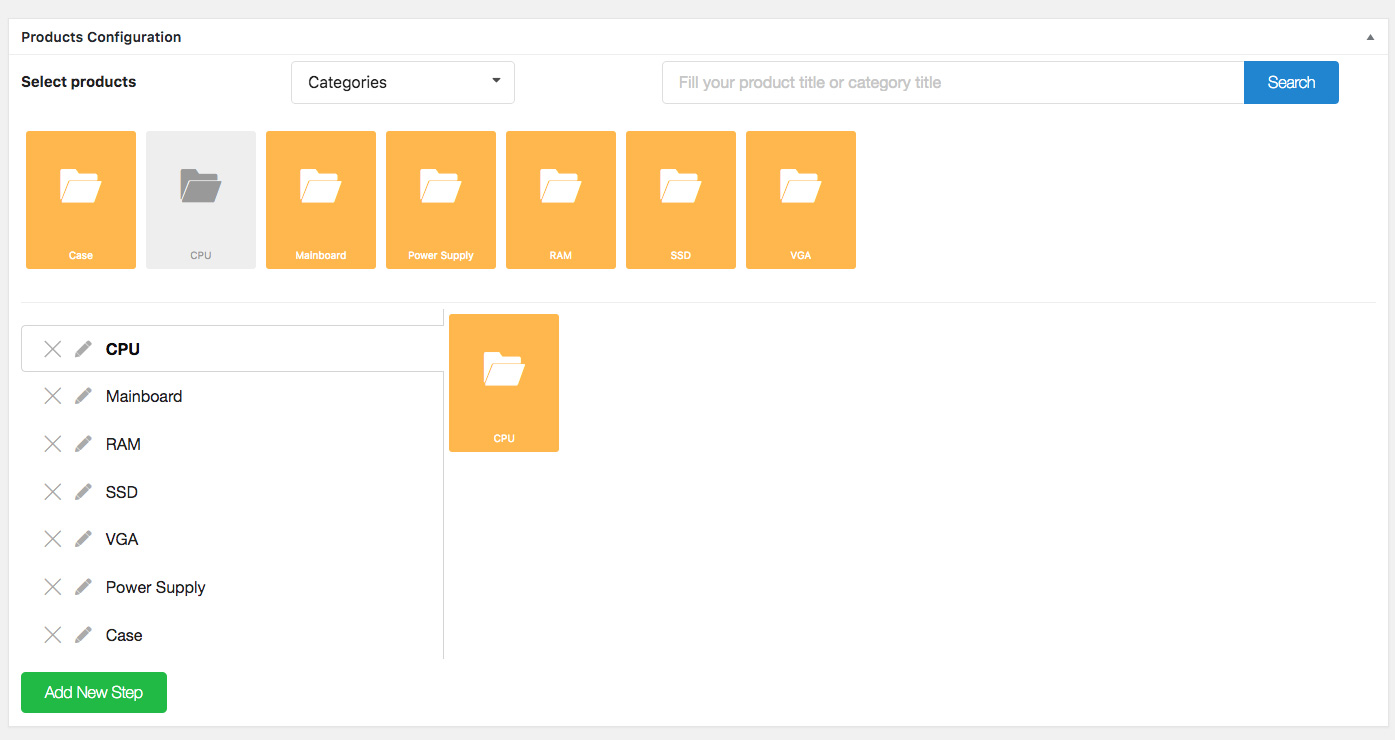 Products Configuration
Select products
Categories
Fill your product title or category title
Search
Case
CPU
Mainboard
Power Supply
RAM
SSD
VGA
CPU
Mainboard
RAM
SSD
VGA
Power Supply
Case
CPU
Add New Step